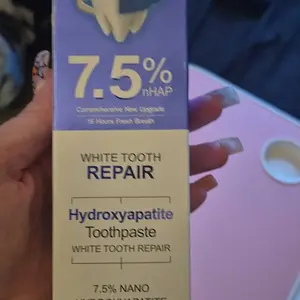 7.5%
nHAP
Comprehensive New Upgrade
16 Hours Fresh Breath
WHITE TOOTH
REPAIR
Hydroxyapatite
Toothpaste
WHITE TOOTH REPAIR
7.5% NANO
HYDROXYAPATITE